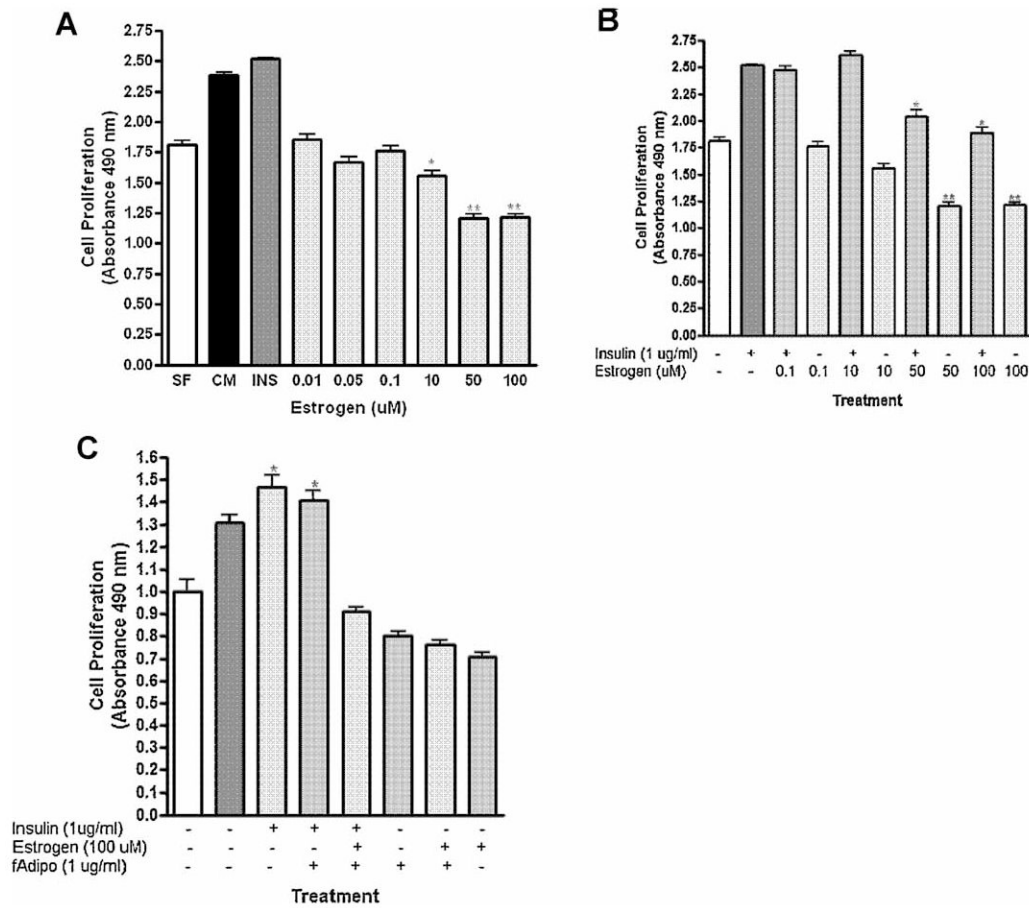 A
2.75
2.50
2.25
2.00
1.75
1.50
1.25
1.00
0.75
0.50
0.25
0.00
Cell Proliferation
(Absorbance 490 nm)
* ** **
SF CM INS 0.01 0.05 0.1 10 50 100
Estrogen (uM)
B
2.75
2.50
2.25
2.00
1.75
1.50
1.25
1.00
0.75
0.50
0.25
0.00
Cell Proliferation
(Absorbance 490 nm)
* ** * **
Insulin (1 ug/ml) - + + - + - + - + -
Estrogen (uM) - - 0.1 0.1 10 10 50 50 100 100
Treatment
C
1.6
1.5
1.4
1.3
1.2
1.1
1.0
0.9
0.8
0.7
0.6
0.5
0.4
0.3
0.2
0.1
0.0
Cell Proliferation
(Absorbance 490 nm)
* *
Insulin (1ug/ml) - - + + + - - -
Estrogen (100 uM) - - - - + - + +
fAdipo (1 ug/ml) - - - + + + + -
Treatment